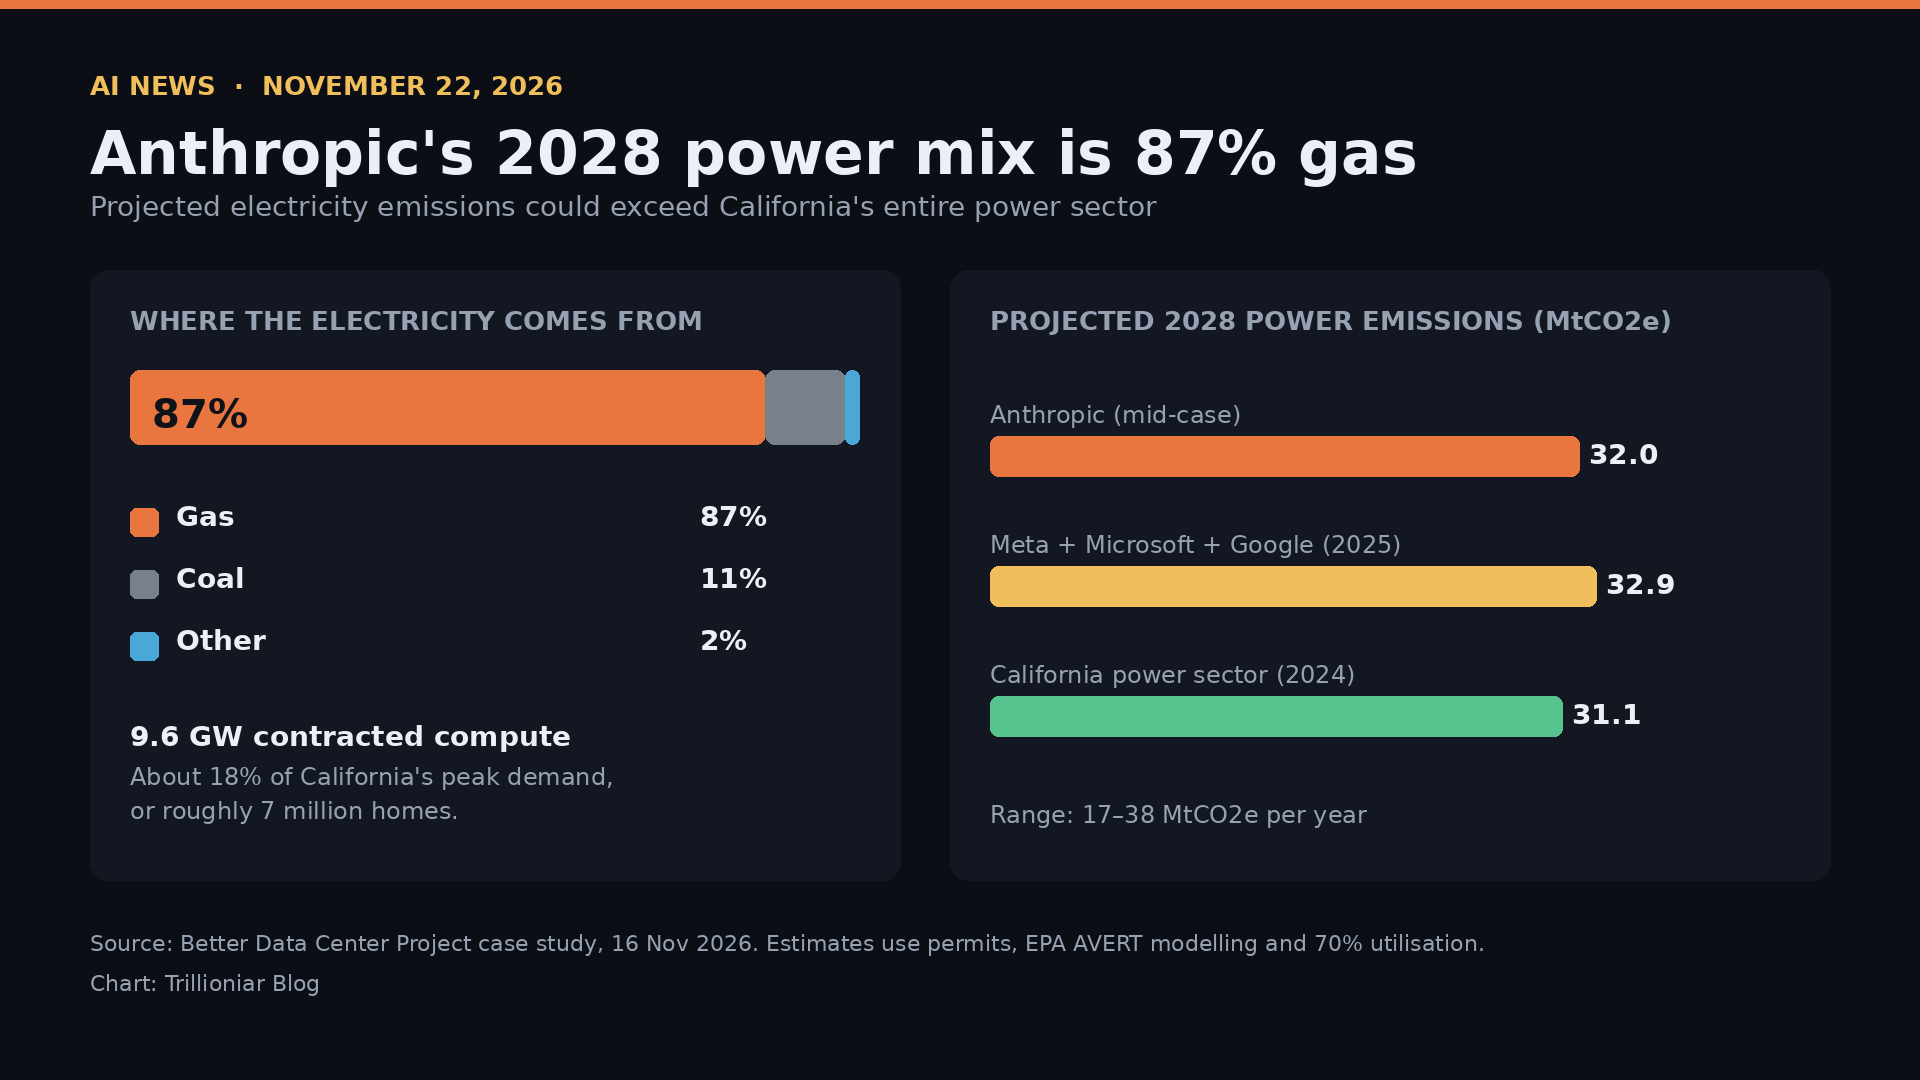 AI NEWS · NOVEMBER 22, 2026
Anthropic's 2028 power mix is 87% gas
Projected electricity emissions could exceed California's entire power sector
WHERE THE ELECTRICITY COMES FROM
87%
Gas 87%
Coal 11%
Other 2%
9.6 GW contracted compute
About 18% of California's peak demand,
or roughly 7 million homes.
PROJECTED 2028 POWER EMISSIONS (MtCO2e)
Anthropic (mid-case)
32.0
Meta + Microsoft + Google (2025)
32.9
California power sector (2024)
31.1
Range: 17–38 MtCO2e per year
Source: Better Data Center Project case study, 16 Nov 2026. Estimates use permits, EPA AVERT modelling and 70% utilisation.
Chart: Trillioniar Blog